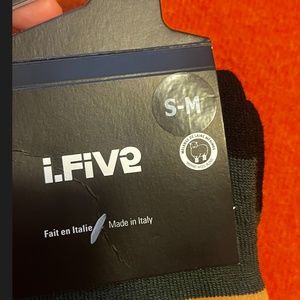 S-M
i.FiVE
Fait en Italie / Made in Italy